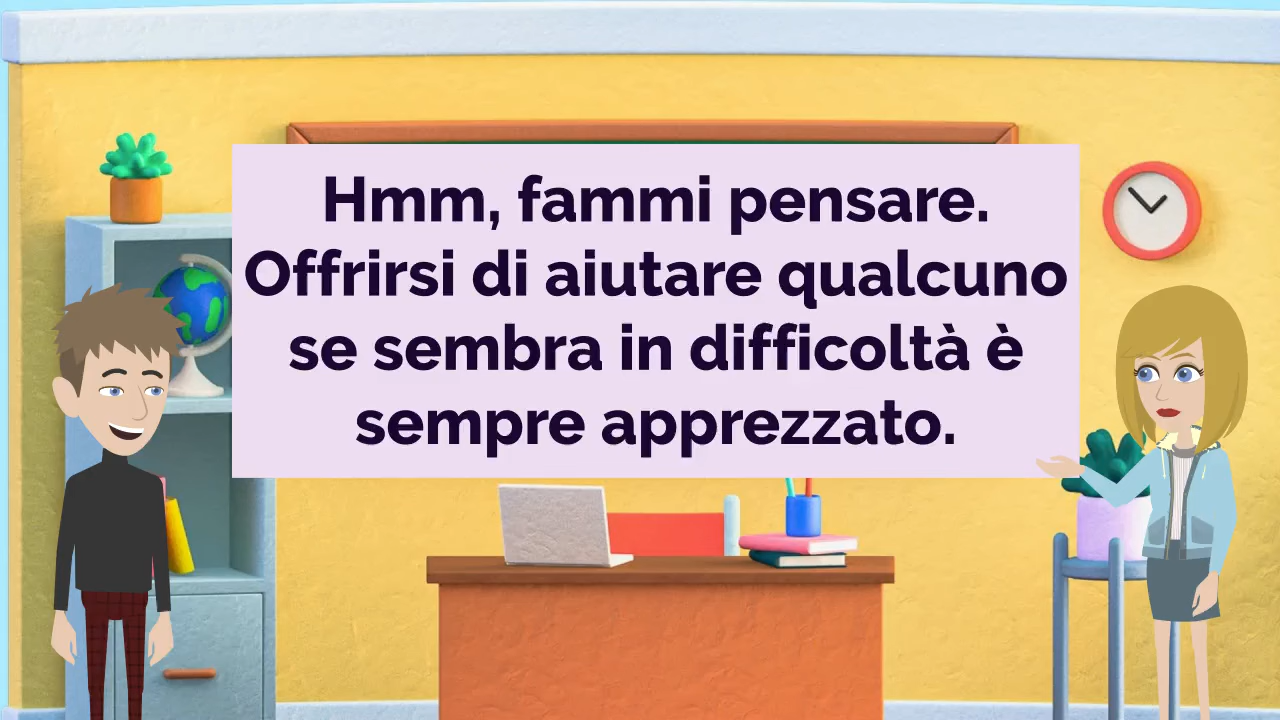 Hmm, fammi pensare.
Offrirsi di aiutare qualcuno
se sembra in difficoltà è
sempre apprezzato.